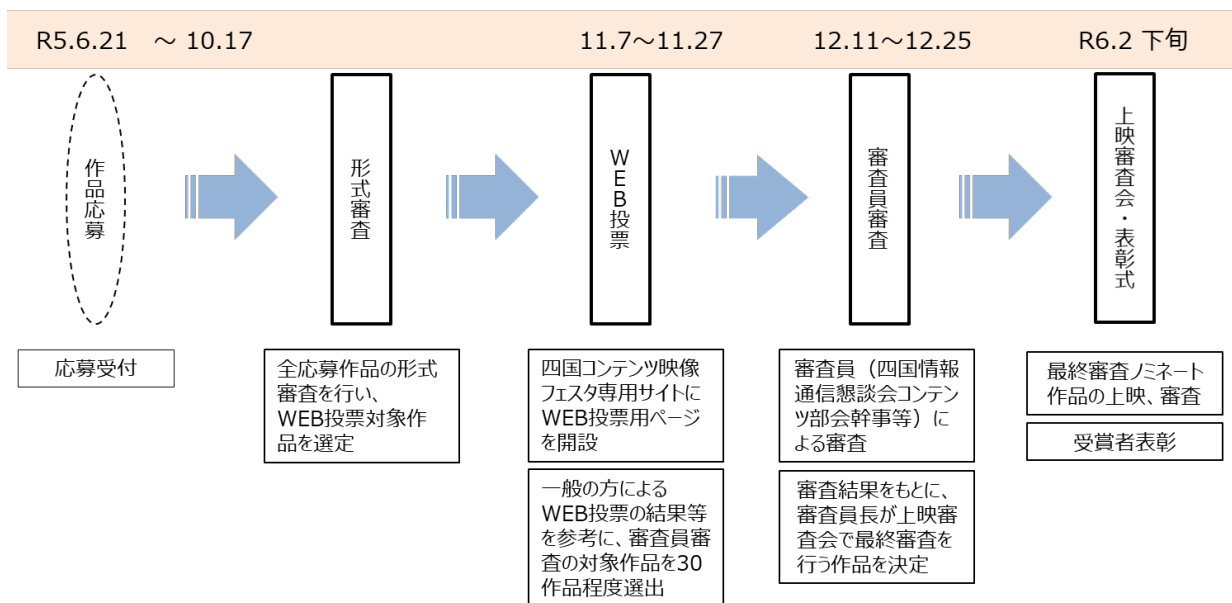 R5.6.21 ～ 10.17
11.7～11.27
12.11～12.25
R6.2 下旬
作品応募
形式審査
WEB投票
審査員審査
上映審査会・表彰式
応募受付
全応募作品の形式
審査を行い、
WEB投票対象作
品を選定
四国コンテンツ映像
フェスタ専用サイトに
WEB投票用ページ
を開設
一般の方による
WEB投票の結果等
を参考に、審査員審
査の対象作品を30
作品程度選出
審査員（四国情報
通信懇談会コンテン
ツ部会幹事等）によ
る審査
審査結果をもとに、
審査員長が上映審
査会で最終審査を
行う作品を決定
最終審査ノミネート
作品の上映、審査
受賞者表彰